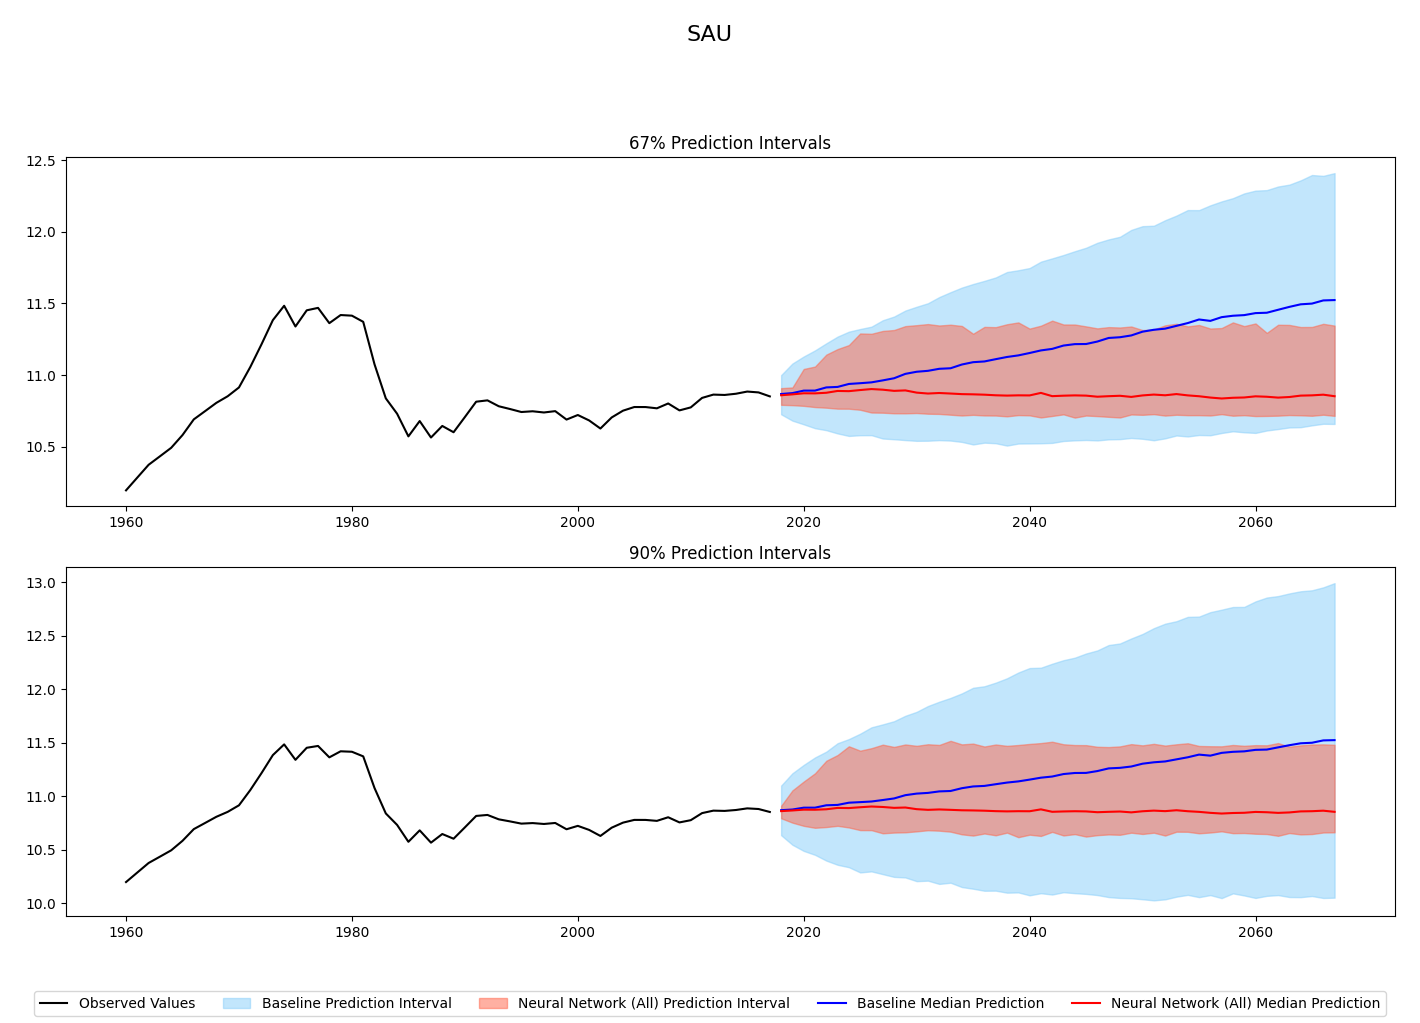 SAU
67% Prediction Intervals
12.5
12.0
11.5
11.0
10.5
1960 1980 2000 2020 2040 2060
90% Prediction Intervals
13.0
12.5
12.0
11.5
11.0
10.5
10.0
1960 1980 2000 2020 2040 2060
Observed Values Baseline Prediction Interval Neural Network (All) Prediction Interval Baseline Median Prediction Neural Network (All) Median Prediction